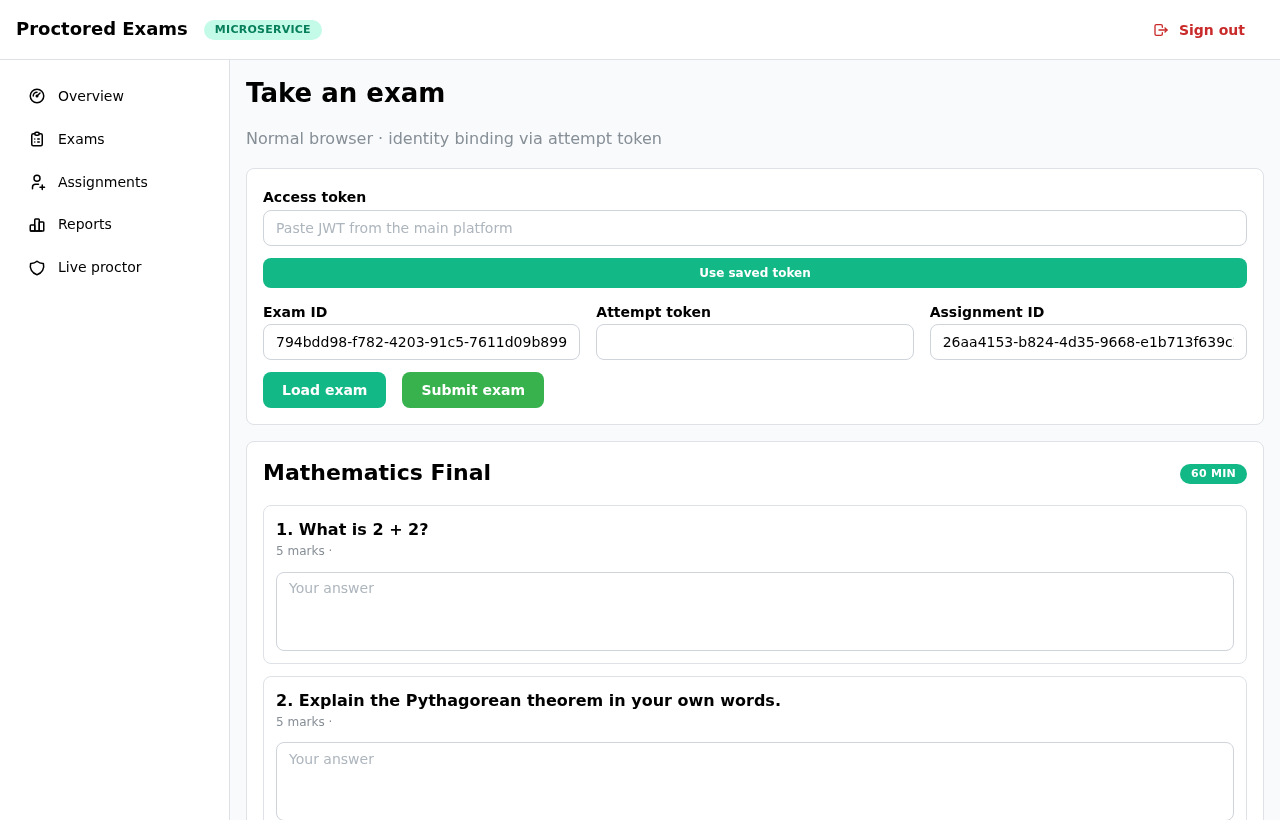 Proctored Exams
MICROSERVICE
Sign out
Overview
Exams
Assignments
Reports
Live proctor
Take an exam
Normal browser · identity binding via attempt token
Access token
Paste JWT from the main platform
Use saved token
Exam ID
Attempt token
Assignment ID
794bdd98-f782-4203-91c5-7611d09b899
26aa4153-b824-4d35-9668-e1b713f639c
Load exam
Submit exam
Mathematics Final
60 MIN
1. What is 2 + 2?
5 marks ·
Your answer
2. Explain the Pythagorean theorem in your own words.
5 marks ·
Your answer